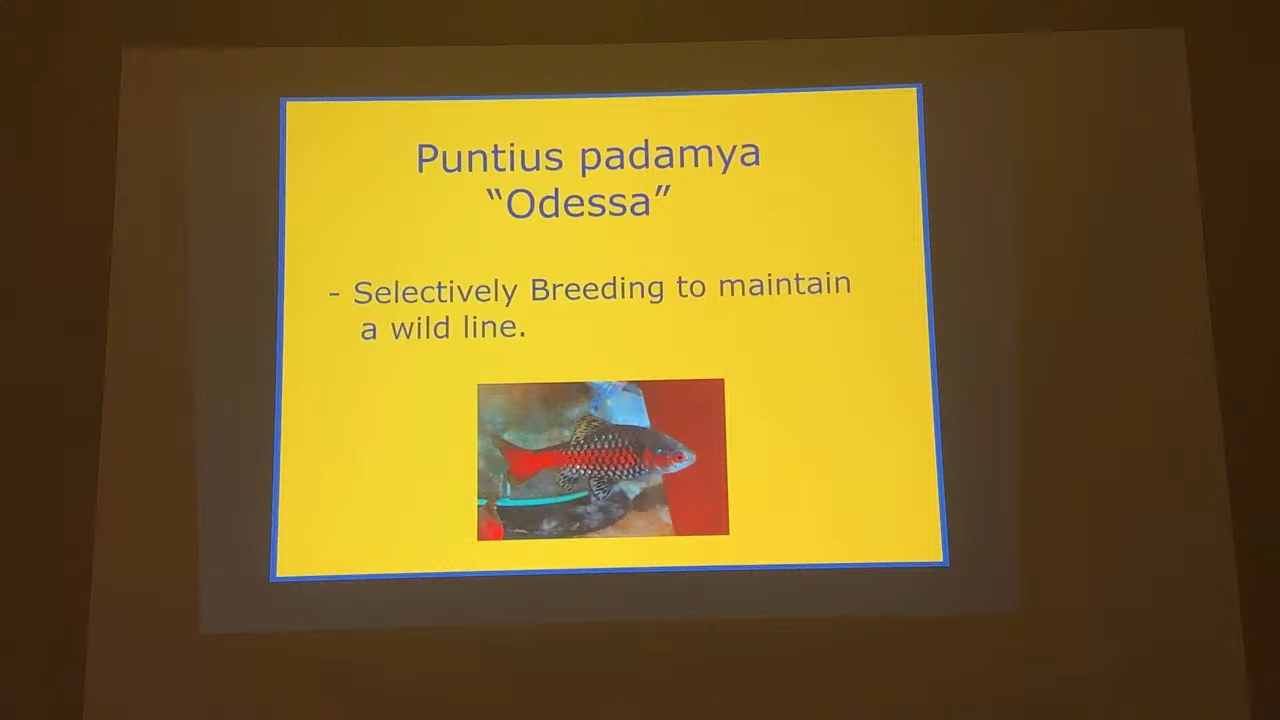 Puntius padamya
“Odessa”
- Selectively Breeding to maintain
a wild line.